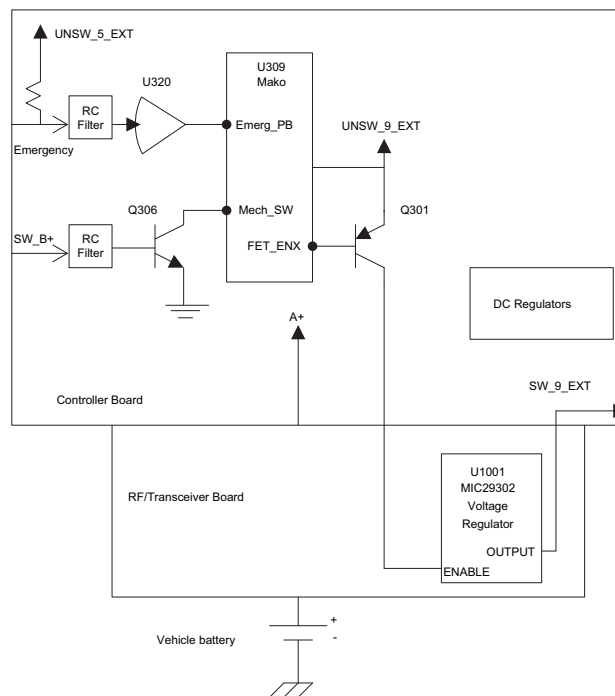 UNSW_5_EXT
U320
U309
Mako
RC
Filter
Emergency
Emerg_PB
UNSW_9_EXT
Q306
Mech_SW
Q301
SW_B+
RC
Filter
FET_ENX
DC Regulators
A+
SW_9_EXT
Controller Board
U1001
MIC29302
Voltage
Regulator
RF/Transceiver Board
OUTPUT
ENABLE
+
Vehicle battery
-